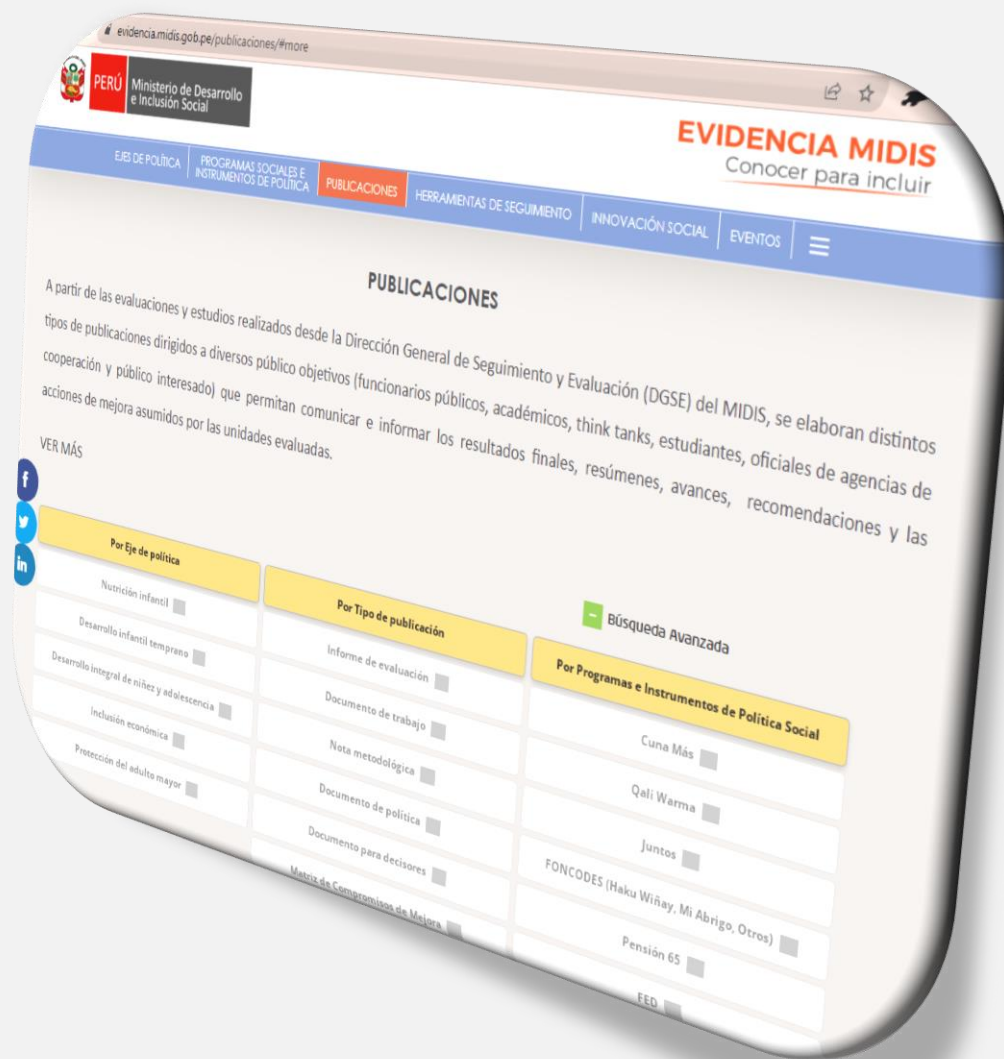 evidencia.midis.gob.pe/publicaciones/#more
PERÚ
Ministerio de Desarrollo
e Inclusión Social
EVIDENCIA MIDIS
Conocer para incluir
EJES DE POLÍTICA
PROGRAMAS SOCIALES E
INSTRUMENTOS DE POLÍTICA
PUBLICACIONES
HERRAMIENTAS DE SEGUIMIENTO
INNOVACIÓN SOCIAL
EVENTOS
PUBLICACIONES
A partir de las evaluaciones y estudios realizados desde la Dirección General de Seguimiento y Evaluación (DGSE) del MIDIS, se elaboran distintos
tipos de publicaciones dirigidos a diversos público objetivos (funcionarios públicos, académicos, think tanks, estudiantes, oficiales de agencias de
cooperación y público interesado) que permitan comunicar e informar los resultados finales, resúmenes, avances, recomendaciones y las
acciones de mejora asumidos por las unidades evaluadas.
VER MÁS
f
in
Búsqueda Avanzada
Por Eje de política
Nutrición infantil
Desarrollo infantil temprano
Desarrollo integral de niñez y adolescencia
Inclusión económica
Protección del adulto mayor
Por Tipo de publicación
Informe de evaluación
Documento de trabajo
Nota metodológica
Documento de política
Documento para decisores
Matriz de Compromisos de Mejora
Por Programas e Instrumentos de Política Social
Cuna Más
Qali Warma
Juntos
FONCODES (Haku Wiñay, Mi Abrigo, Otros)
Pensión 65
FED